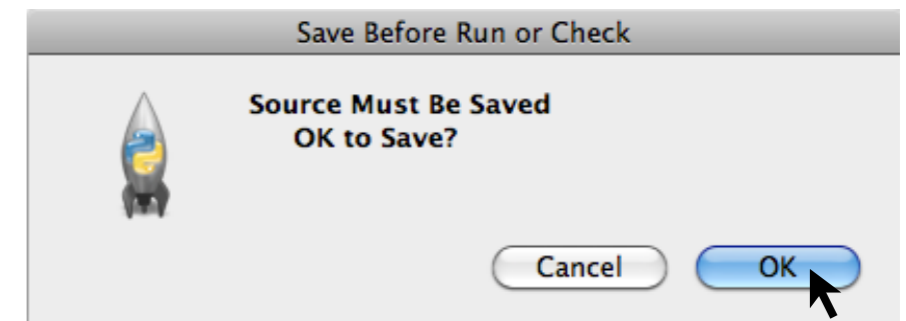 Save Before Run or Check
Source Must Be Saved
OK to Save?
Cancel
OK